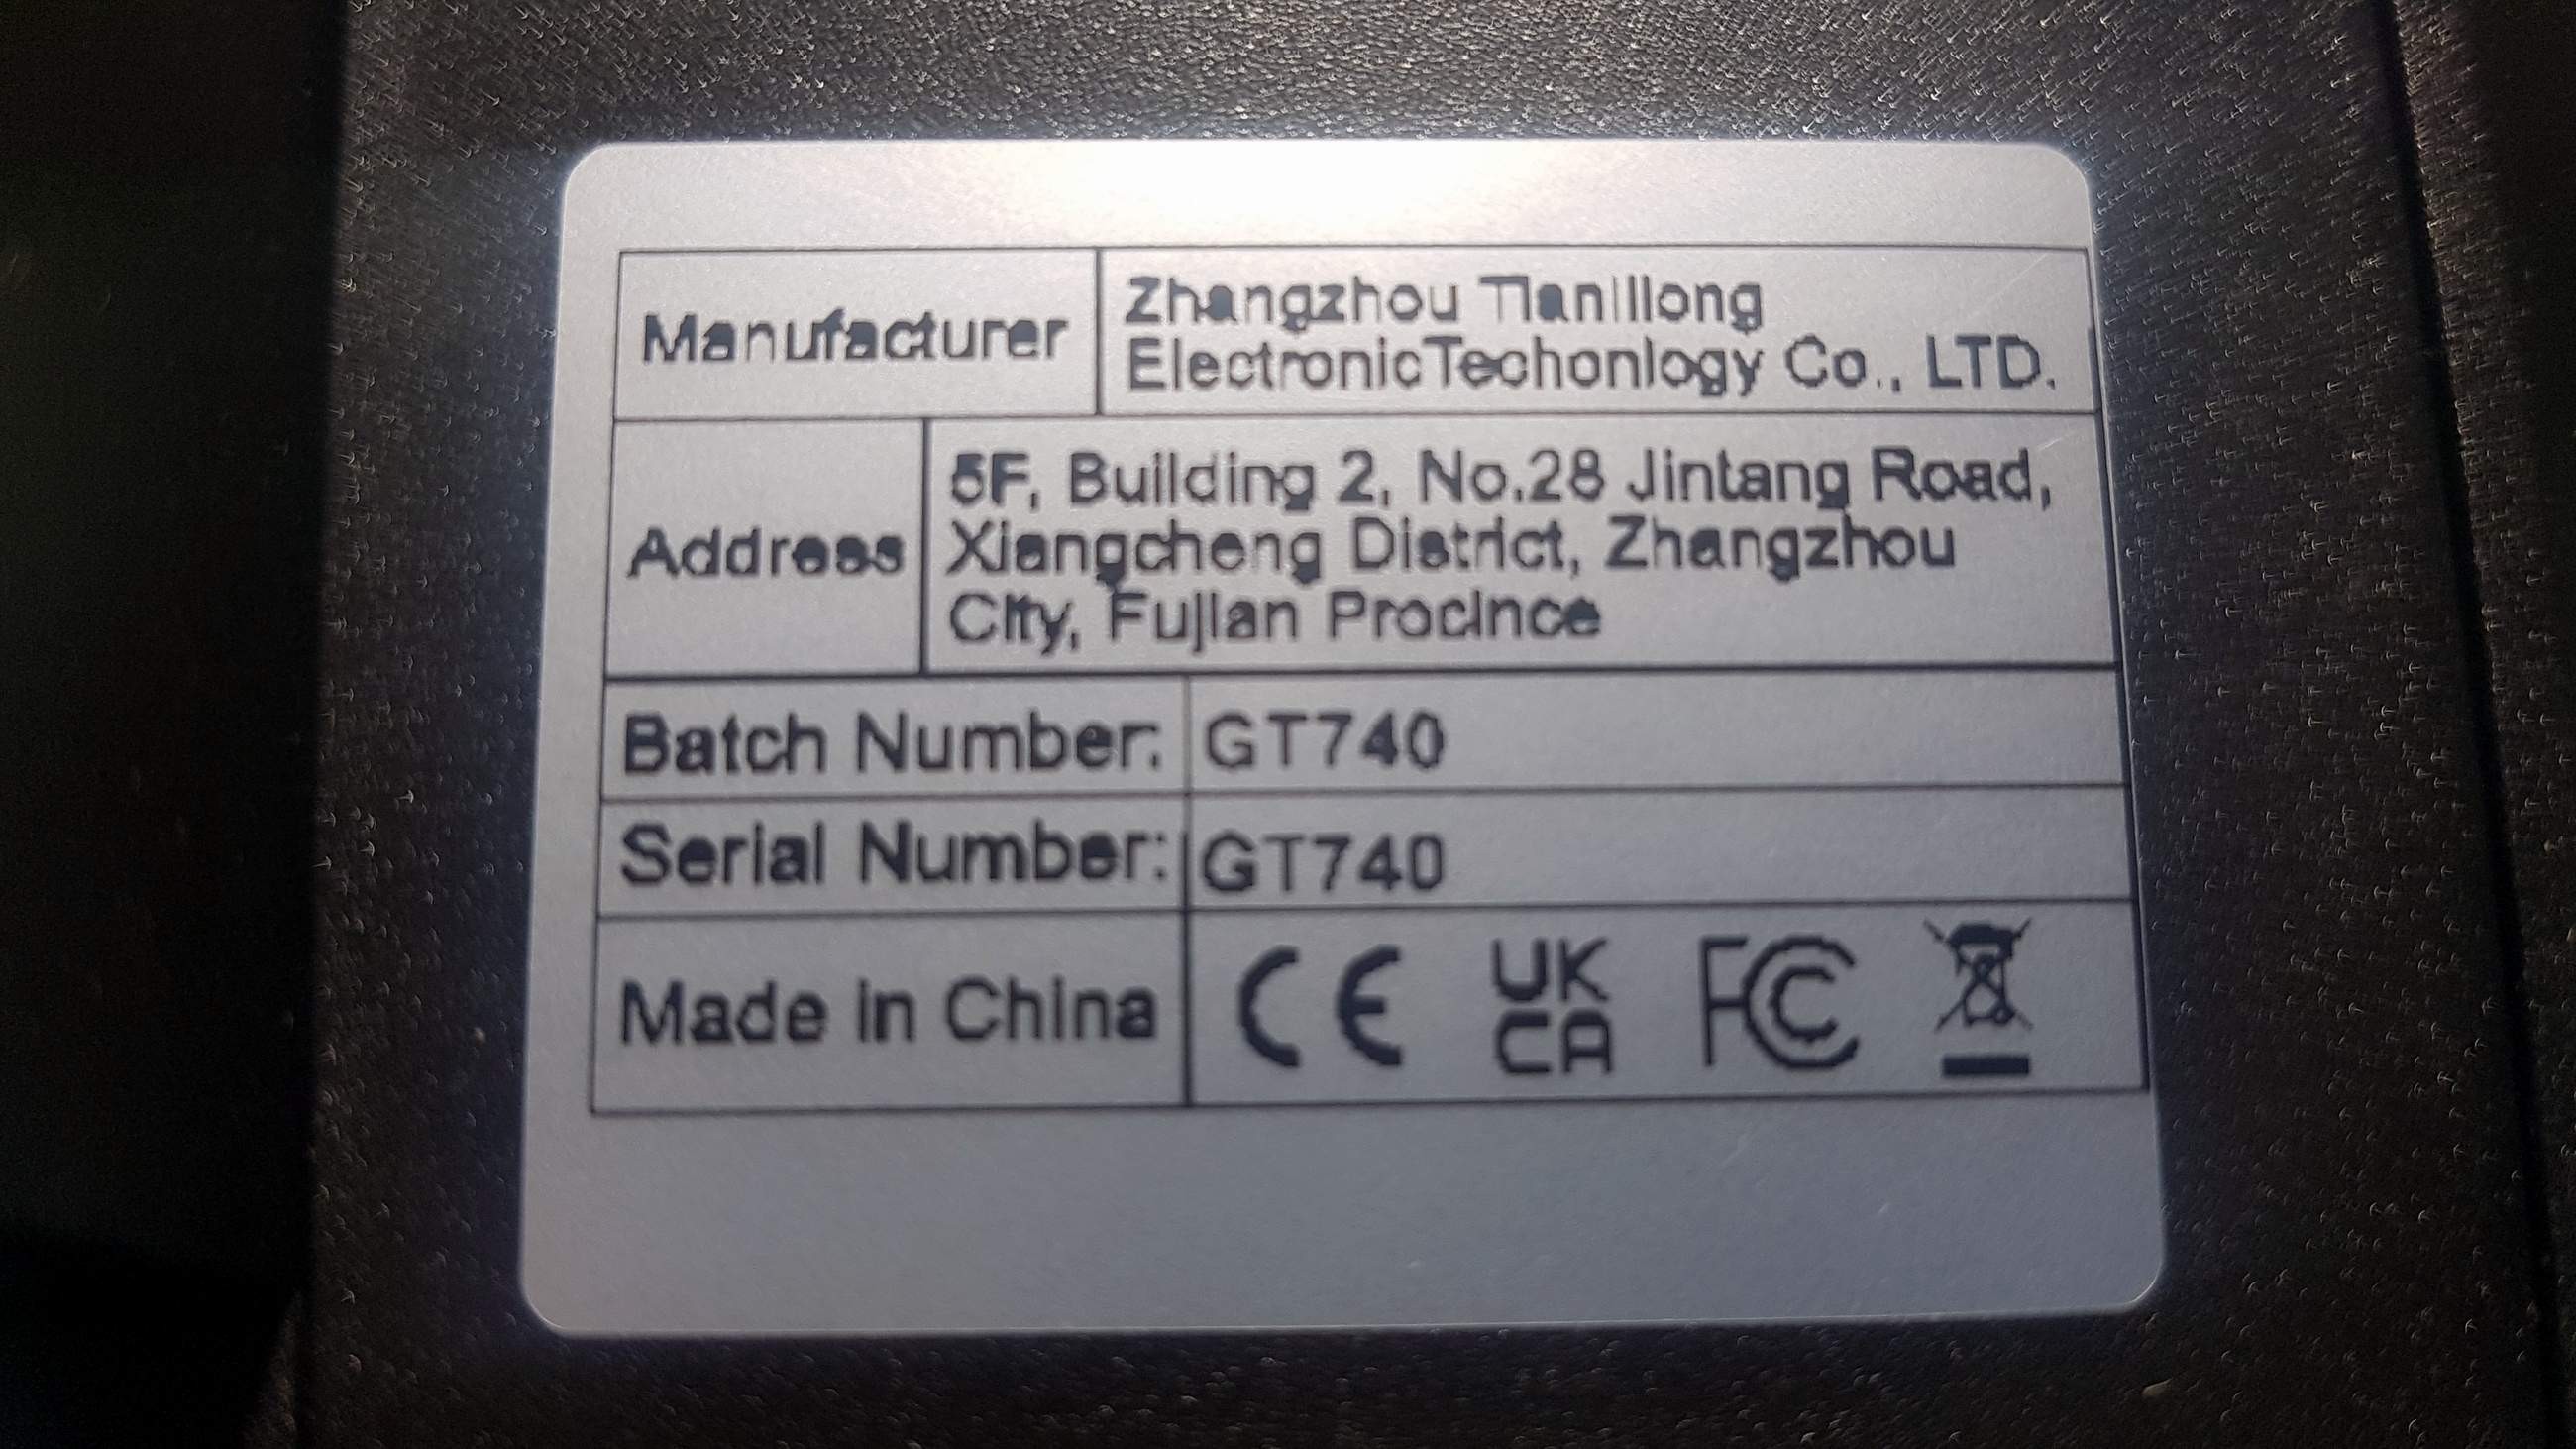 Manufacturer
Zhangzhou Tianlilong
ElectronicTechonlogy Co., LTD.
Address
5F, Building 2, No.28 Jintang Road,
Xiangcheng District, Zhangzhou
City, Fujian Procince
Batch Number: GT740
Serial Number: GT740
Made in China
CE
UK
CA
FC